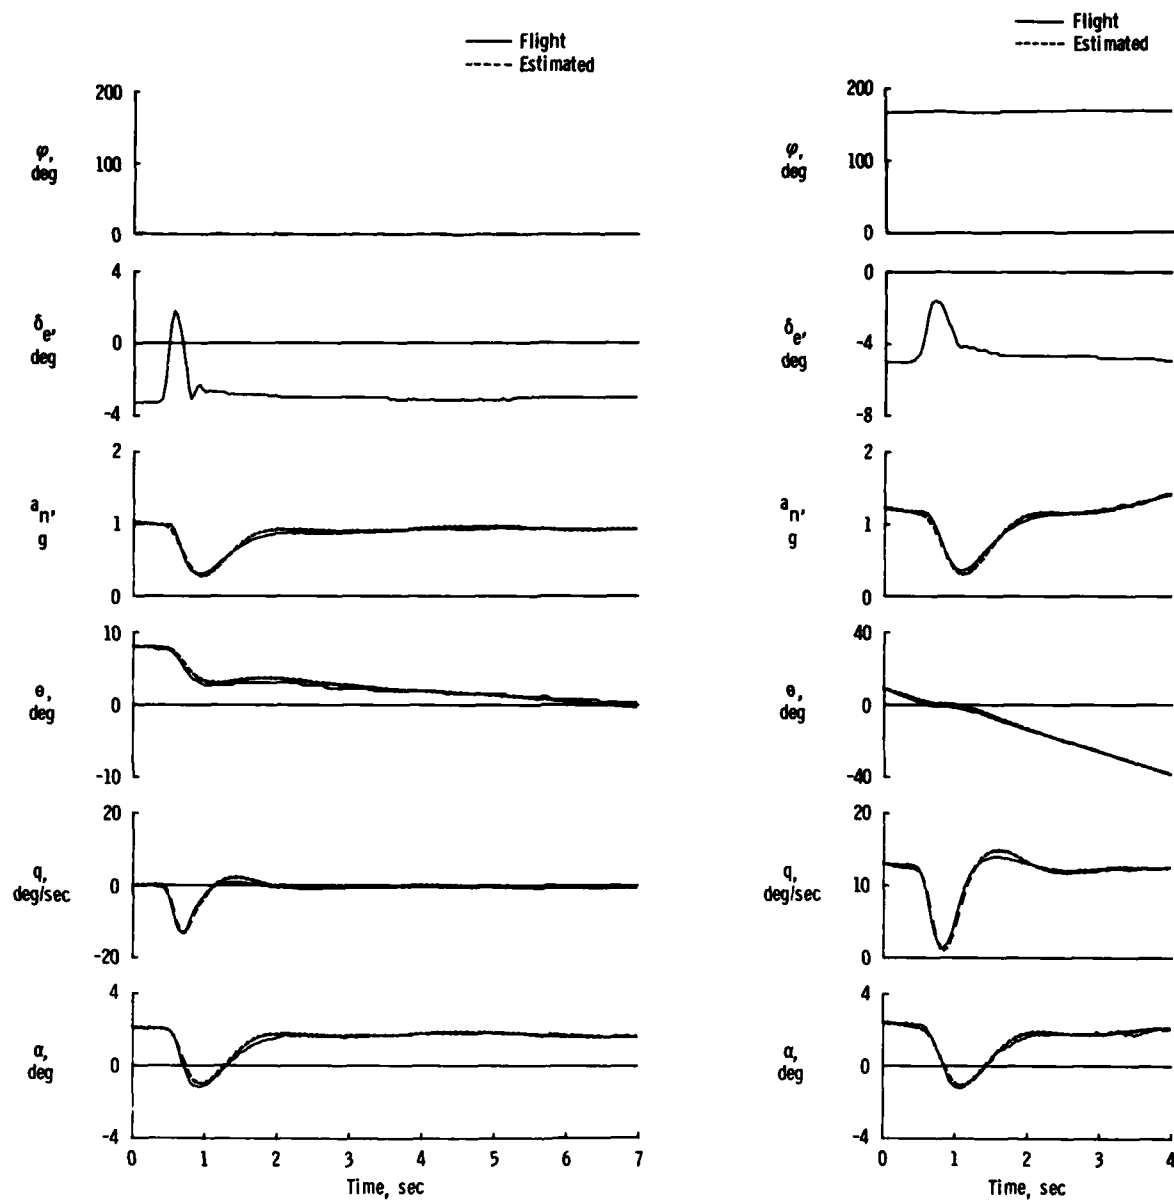 Flight
Estimated
200
φ,
deg
100
0
4
δe,
deg
0
-4
2
an,
g
1
0
10
θ,
deg
0
-10
20
q,
deg/sec
0
-20
4
α,
deg
0
-4
0 1 2 3 4 5 6 7
Time, sec
Flight
Estimated
200
φ,
deg
100
0
0
δe,
deg
-4
-8
2
an,
g
1
0
40
θ,
deg
0
-40
20
q,
deg/sec
10
0
4
α,
deg
0
-4
0 1 2 3 4
Time, sec